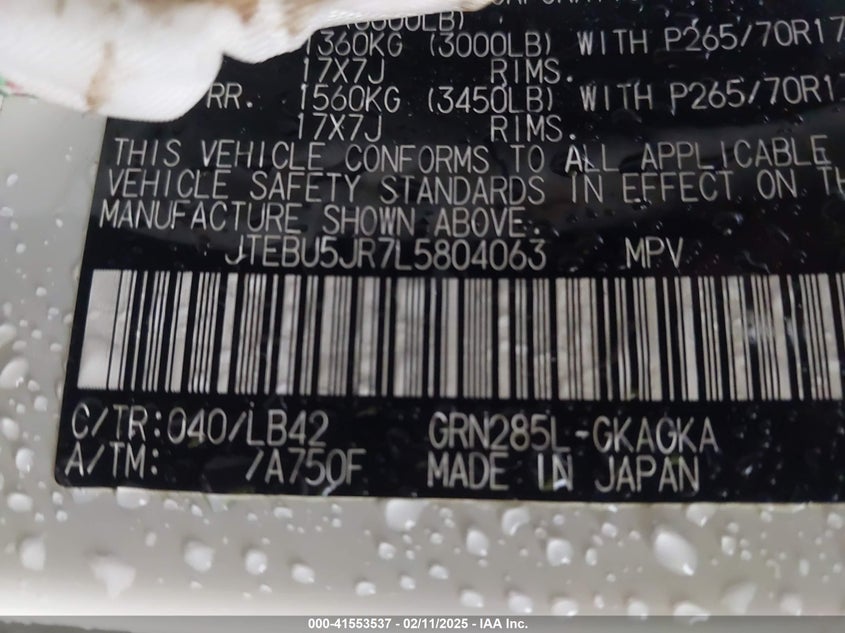 1360KG (3000LB) WITH P265/70R17
17X7J RIMS.
RR. 1560KG (3450LB) WITH P265/70R17
17X7J RIMS.
THIS VEHICLE CONFORMS TO ALL APPLICABLE
VEHICLE SAFETY STANDARDS IN EFFECT ON
MANUFACTURE SHOWN ABOVE.
JTEBU5JR7L5804063 MPV
C/TR:040/LB42 GRN285L-GKAGKA
A/TM: /A750F MADE IN JAPAN
000-41553537 - 02/11/2025 - IAA Inc.